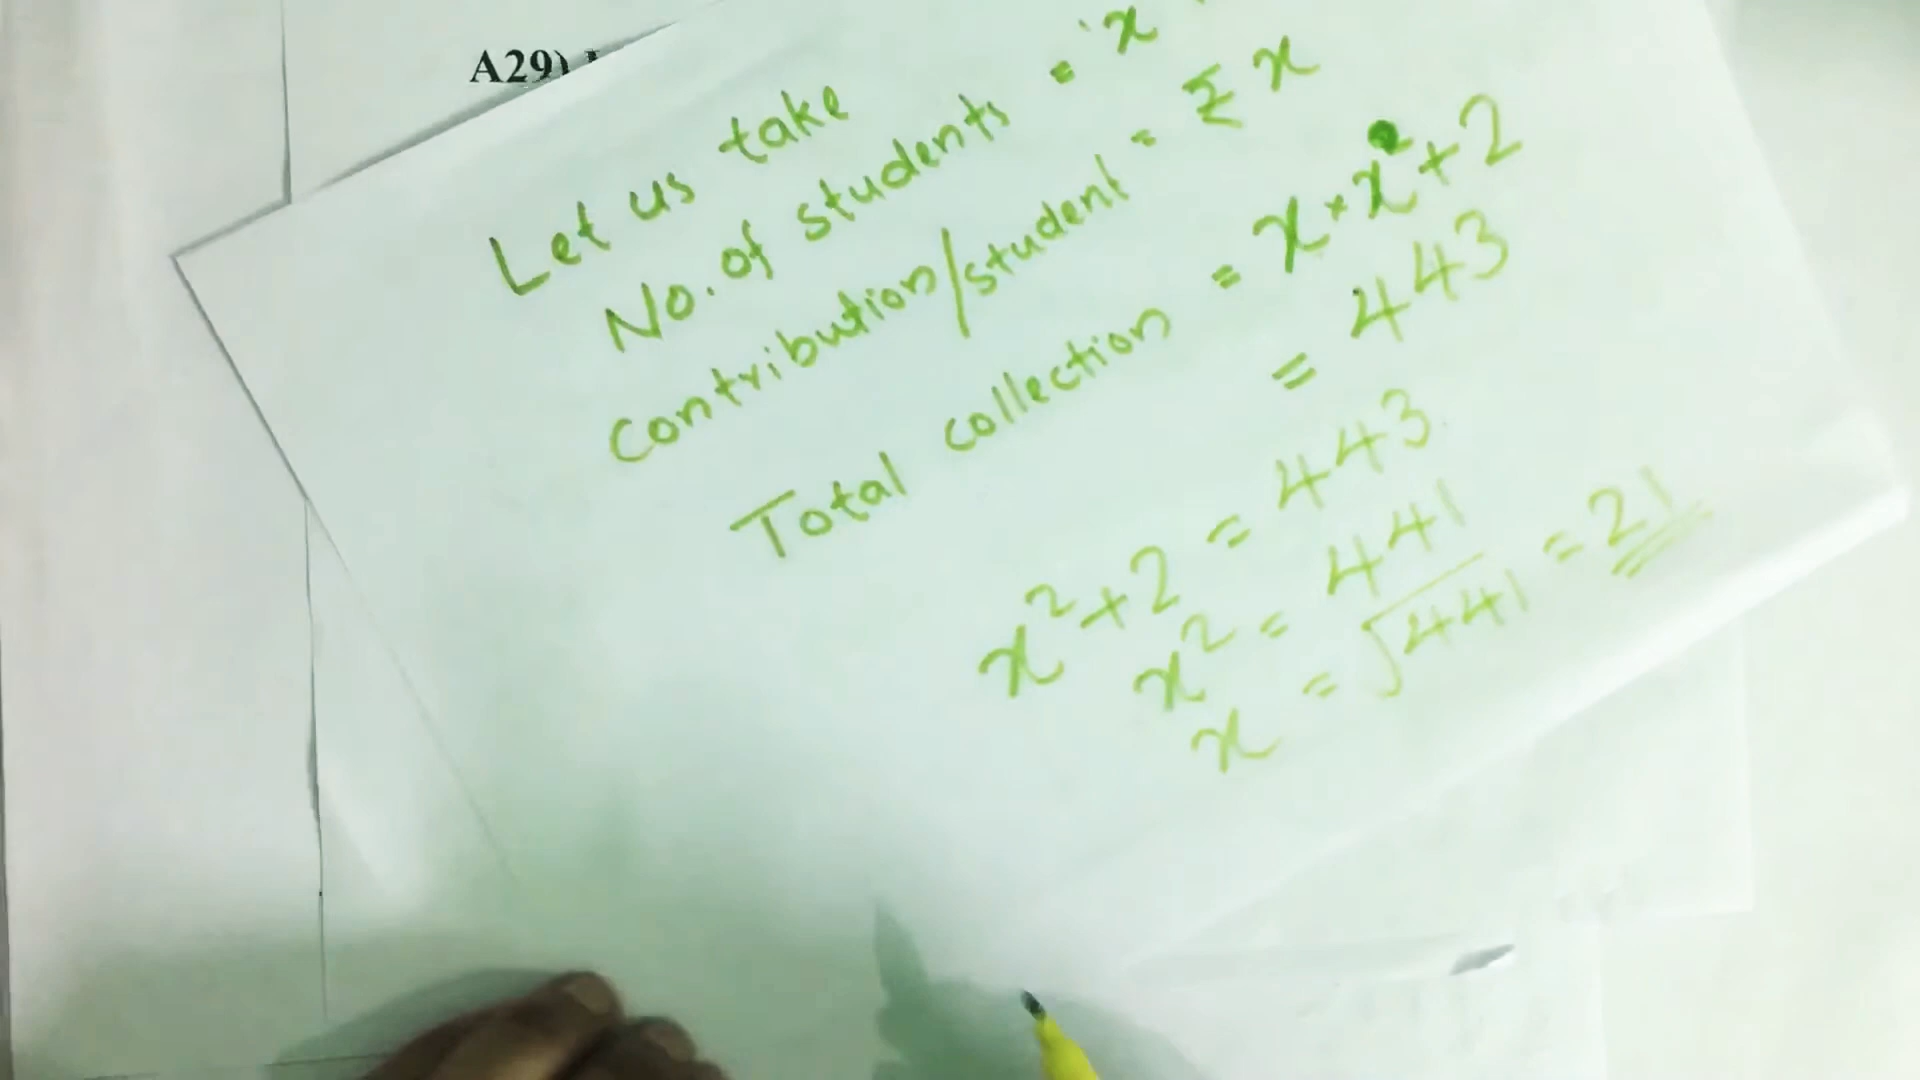 A29)
Let us take
No. of students = 'x'
Contribution/student = ₹ x
Total collection = x × x + 2
= 443
x² + 2 = 443
x² = 441
x = √441 = 21